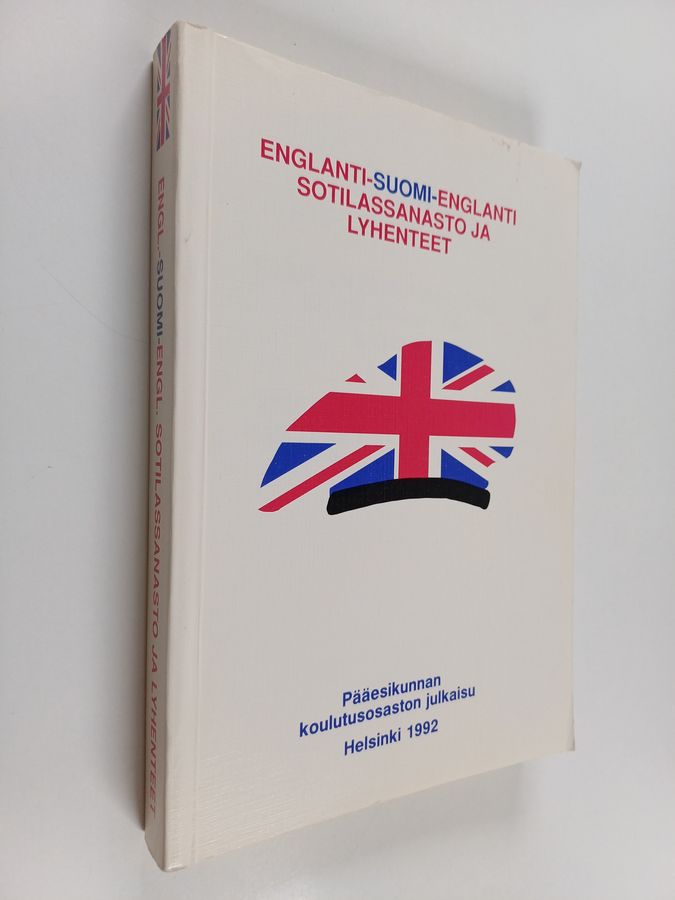 ENGLANTI-SUOMI-ENGLANTI
SOTILASSANASTO JA
LYHENTEET
Pääesikunnan
koulutusosaston julkaisu
Helsinki 1992
ENGL.-SUOMI-ENGL. SOTILASSANASTO JA LYHENTEET